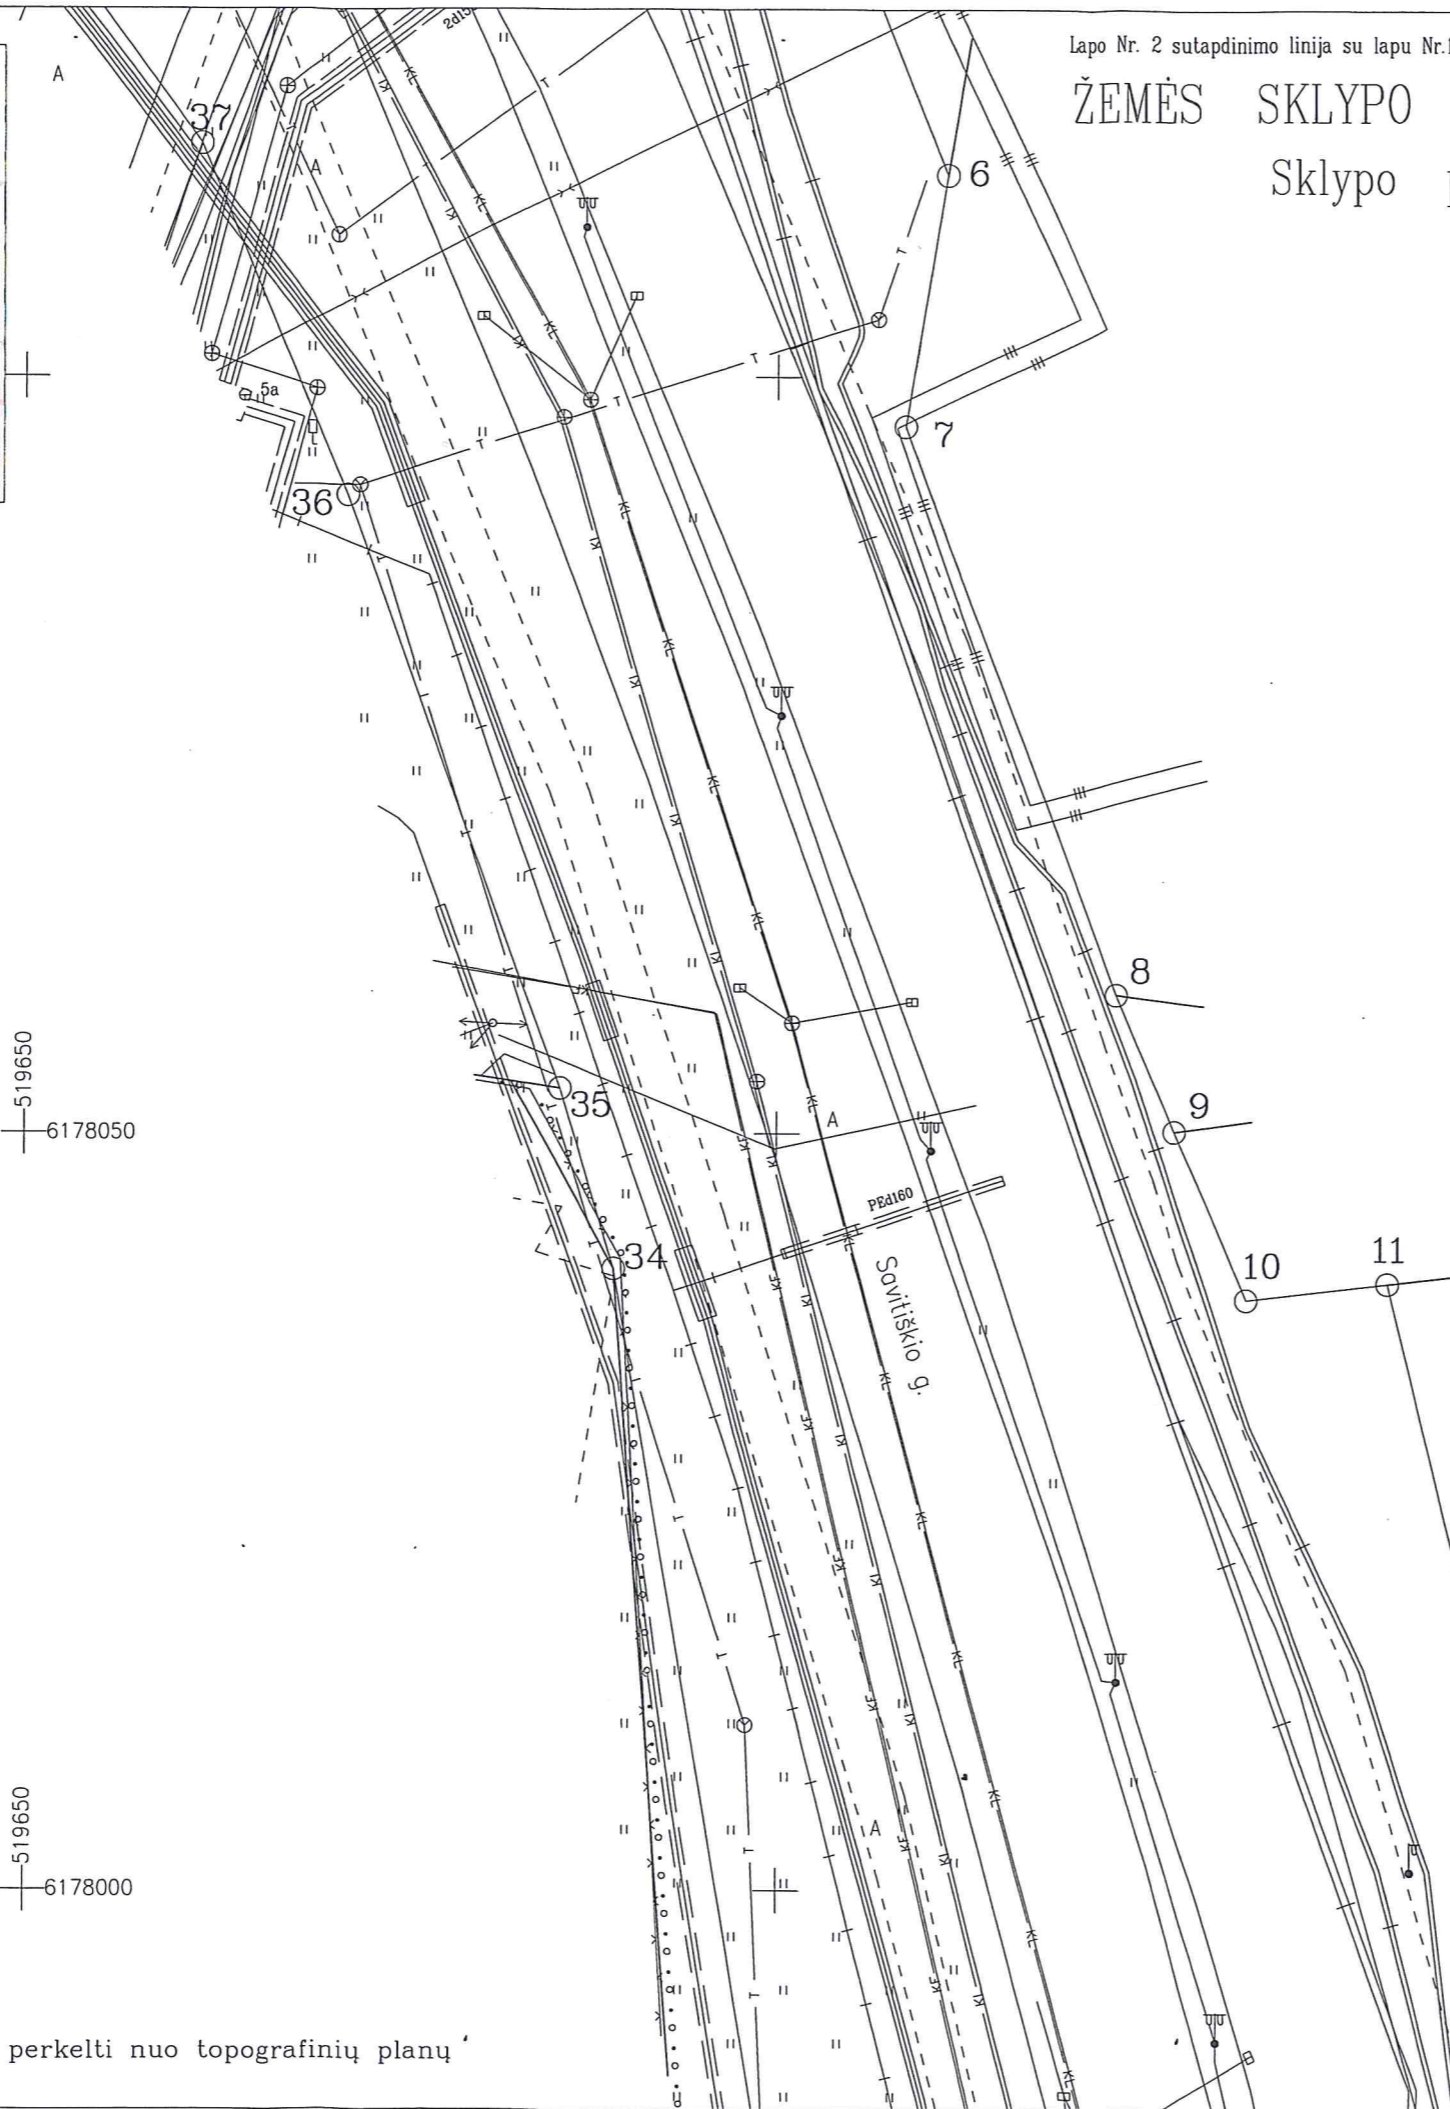 Lapo Nr. 2 sutapdinimo linija su lapu Nr.1
ŽEMĖS SKLYPO
Sklypo
A
37
A
6
5a
7
36
8
519650
6178050
35
9
A
PEd160
34
Savitiškio g.
10
11
519650
6178000
A
perkelti nuo topografinių planų